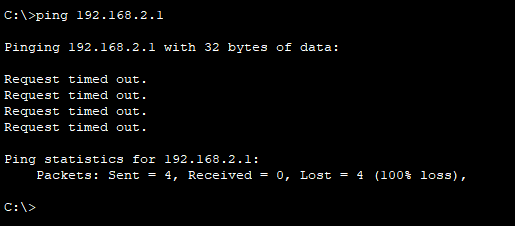 C:\>ping 192.168.2.1
Pinging 192.168.2.1 with 32 bytes of data:
Request timed out.
Request timed out.
Request timed out.
Request timed out.
Ping statistics for 192.168.2.1:
    Packets: Sent = 4, Received = 0, Lost = 4 (100% loss),
C:\>